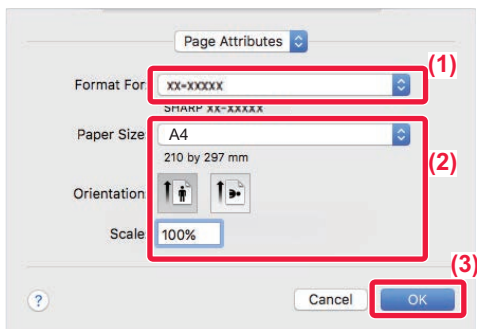 Page Attributes
(1)
Format For: xx-xxxxx
SHARP xx-xxxxx
Paper Size: A4
210 by 297 mm
(2)
Orientation:
Scale: 100%
(3)
? Cancel OK